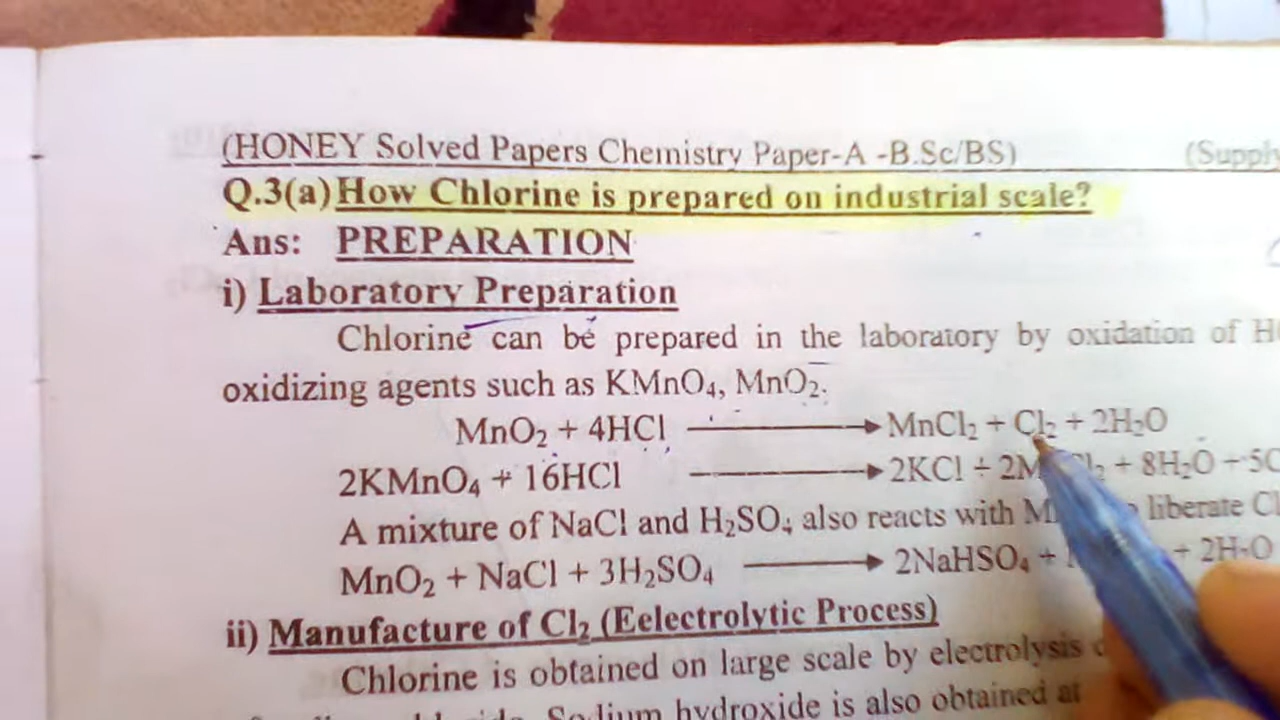 (HONEY Solved Papers Chemistry Paper-A -B.Sc/BS) (Supply
Q.3(a) How Chlorine is prepared on industrial scale?
Ans: PREPARATION
i) Laboratory Preparation
Chlorine can be prepared in the laboratory by oxidation of
oxidizing agents such as KMnO₄, MnO₂.
MnO₂ + 4HCl ⟶ MnCl₂ + Cl₂ + 2H₂O
2KMnO₄ + 16HCl ⟶ 2KCl + 2M Cl₂ + 8H₂O + 5C
A mixture of NaCl and H₂SO₄ also reacts with liberate Cl
MnO₂ + NaCl + 3H₂SO₄ ⟶ 2NaHSO₄ + + 2H₂O
ii) Manufacture of Cl₂ (Eelectrolytic Process)
Chlorine is obtained on large scale by electrolysis
Sodium hydroxide is also obtained at